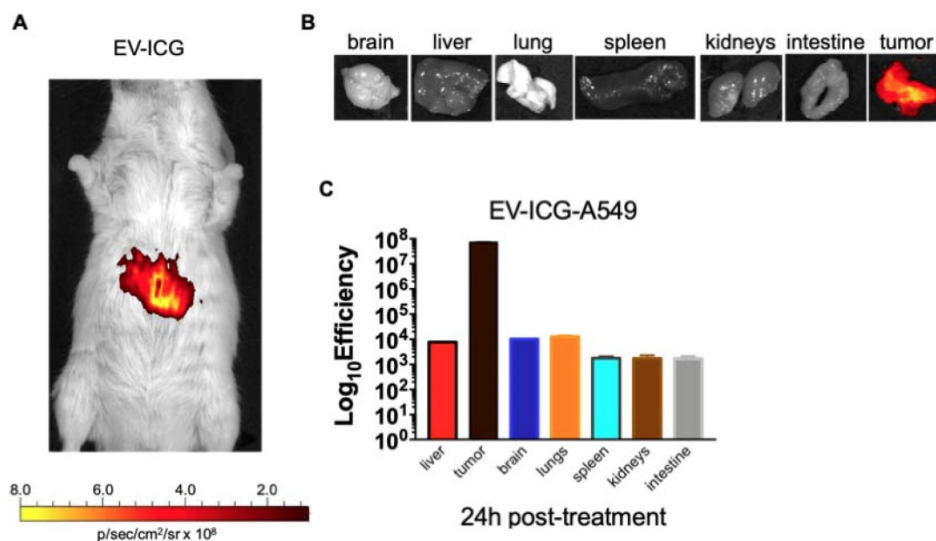 A
EV-ICG
8.0 6.0 4.0 2.0
p/sec/cm²/sr x 10⁸
B
brain liver lung spleen kidneys intestine tumor
C
EV-ICG-A549
Log₁₀Efficiency
10⁸
10⁷
10⁶
10⁵
10⁴
10³
10²
10¹
10⁰
liver tumor brain lungs spleen kidneys intestine
24h post-treatment